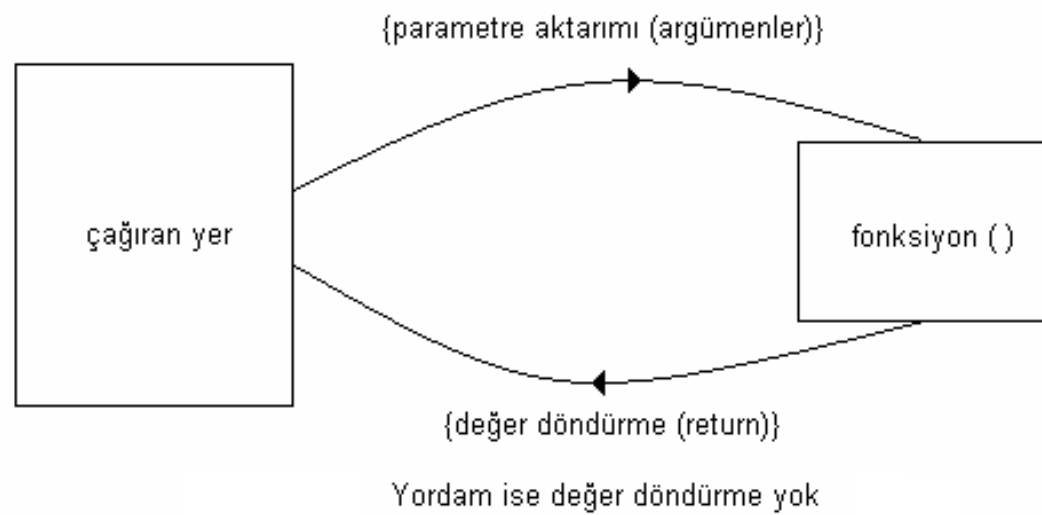 {parametre aktarımı (argümenler)}
çağıran yer
fonksiyon ( )
{değer döndürme (return)}
Yordam ise değer döndürme yok